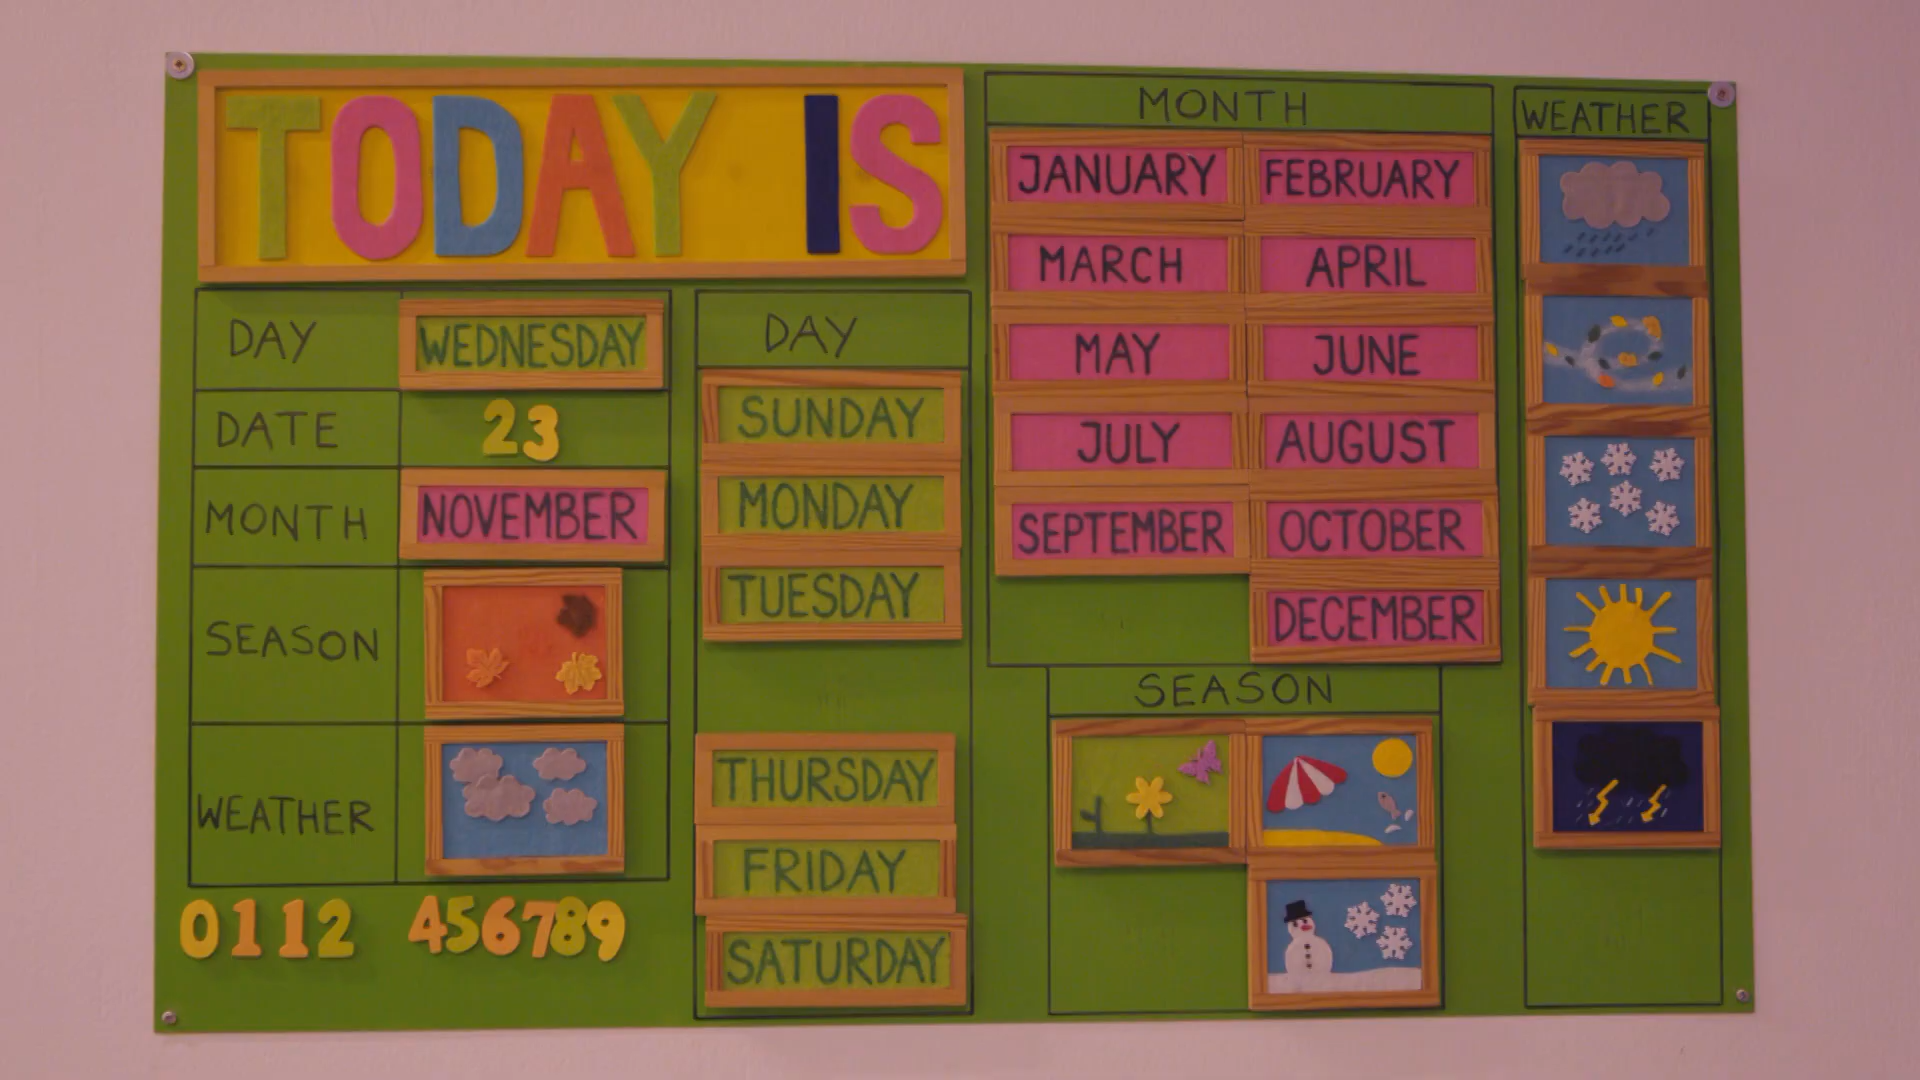 TODAY IS
DAY WEDNESDAY
DATE 23
MONTH NOVEMBER
SEASON
WEATHER
0112 456789
DAY
SUNDAY
MONDAY
TUESDAY
THURSDAY
FRIDAY
SATURDAY
MONTH
JANUARY FEBRUARY
MARCH APRIL
MAY JUNE
JULY AUGUST
SEPTEMBER OCTOBER
DECEMBER
SEASON
WEATHER